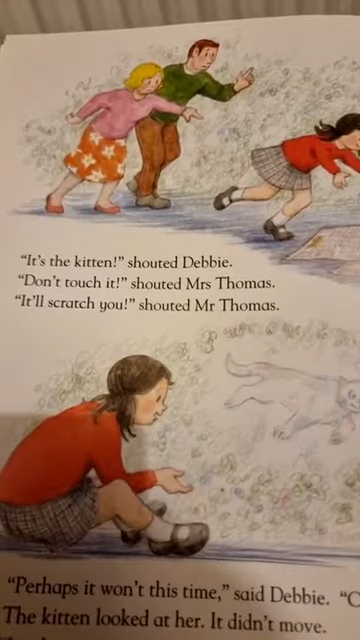 "It's the kitten!" shouted Debbie.
"Don't touch it!" shouted Mrs Thomas.
"It'll scratch you!" shouted Mr Thomas.
"Perhaps it won't this time," said Debbie. "C
The kitten looked at her. It didn't move.